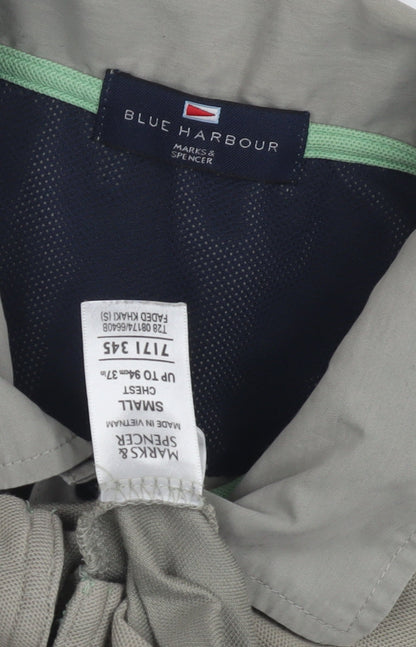 BLUE HARBOUR
MARKS &
SPENCER
MARKS &
SPENCER
MADE IN VIETNAM
SMALL
CHEST
UP TO 94cm 37in
7171 345
T28 08174/6640B
FADED KHAKI (S)